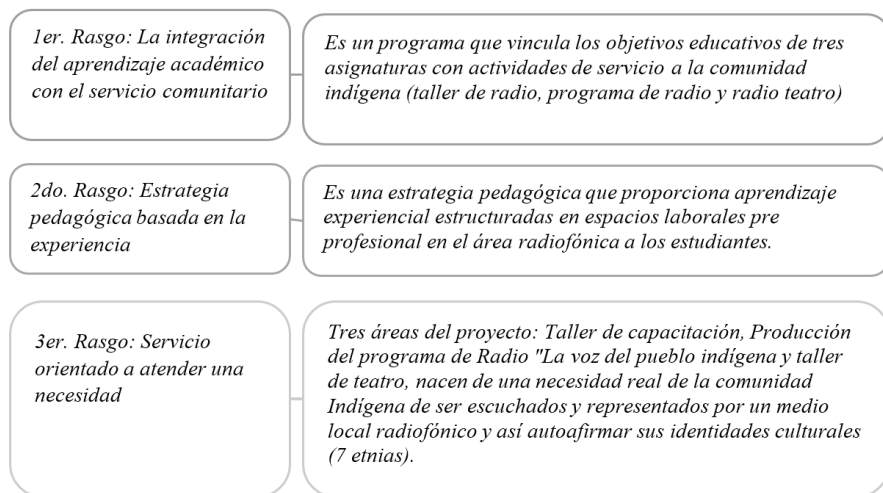 1er. Rasgo: La integración
del aprendizaje académico
con el servicio comunitario
Es un programa que vincula los objetivos educativos de tres
asignaturas con actividades de servicio a la comunidad
indígena (taller de radio, programa de radio y radio teatro)
2do. Rasgo: Estrategia
pedagógica basada en la
experiencia
Es una estrategia pedagógica que proporciona aprendizaje
experiencial estructuradas en espacios laborales pre
profesional en el área radiofónica a los estudiantes.
3er. Rasgo: Servicio
orientado a atender una
necesidad
Tres áreas del proyecto: Taller de capacitación, Producción
del programa de Radio "La voz del pueblo indígena y taller
de teatro, nacen de una necesidad real de la comunidad
Indígena de ser escuchados y representados por un medio
local radiofónico y así autoafirmar sus identidades culturales
(7 etnias).